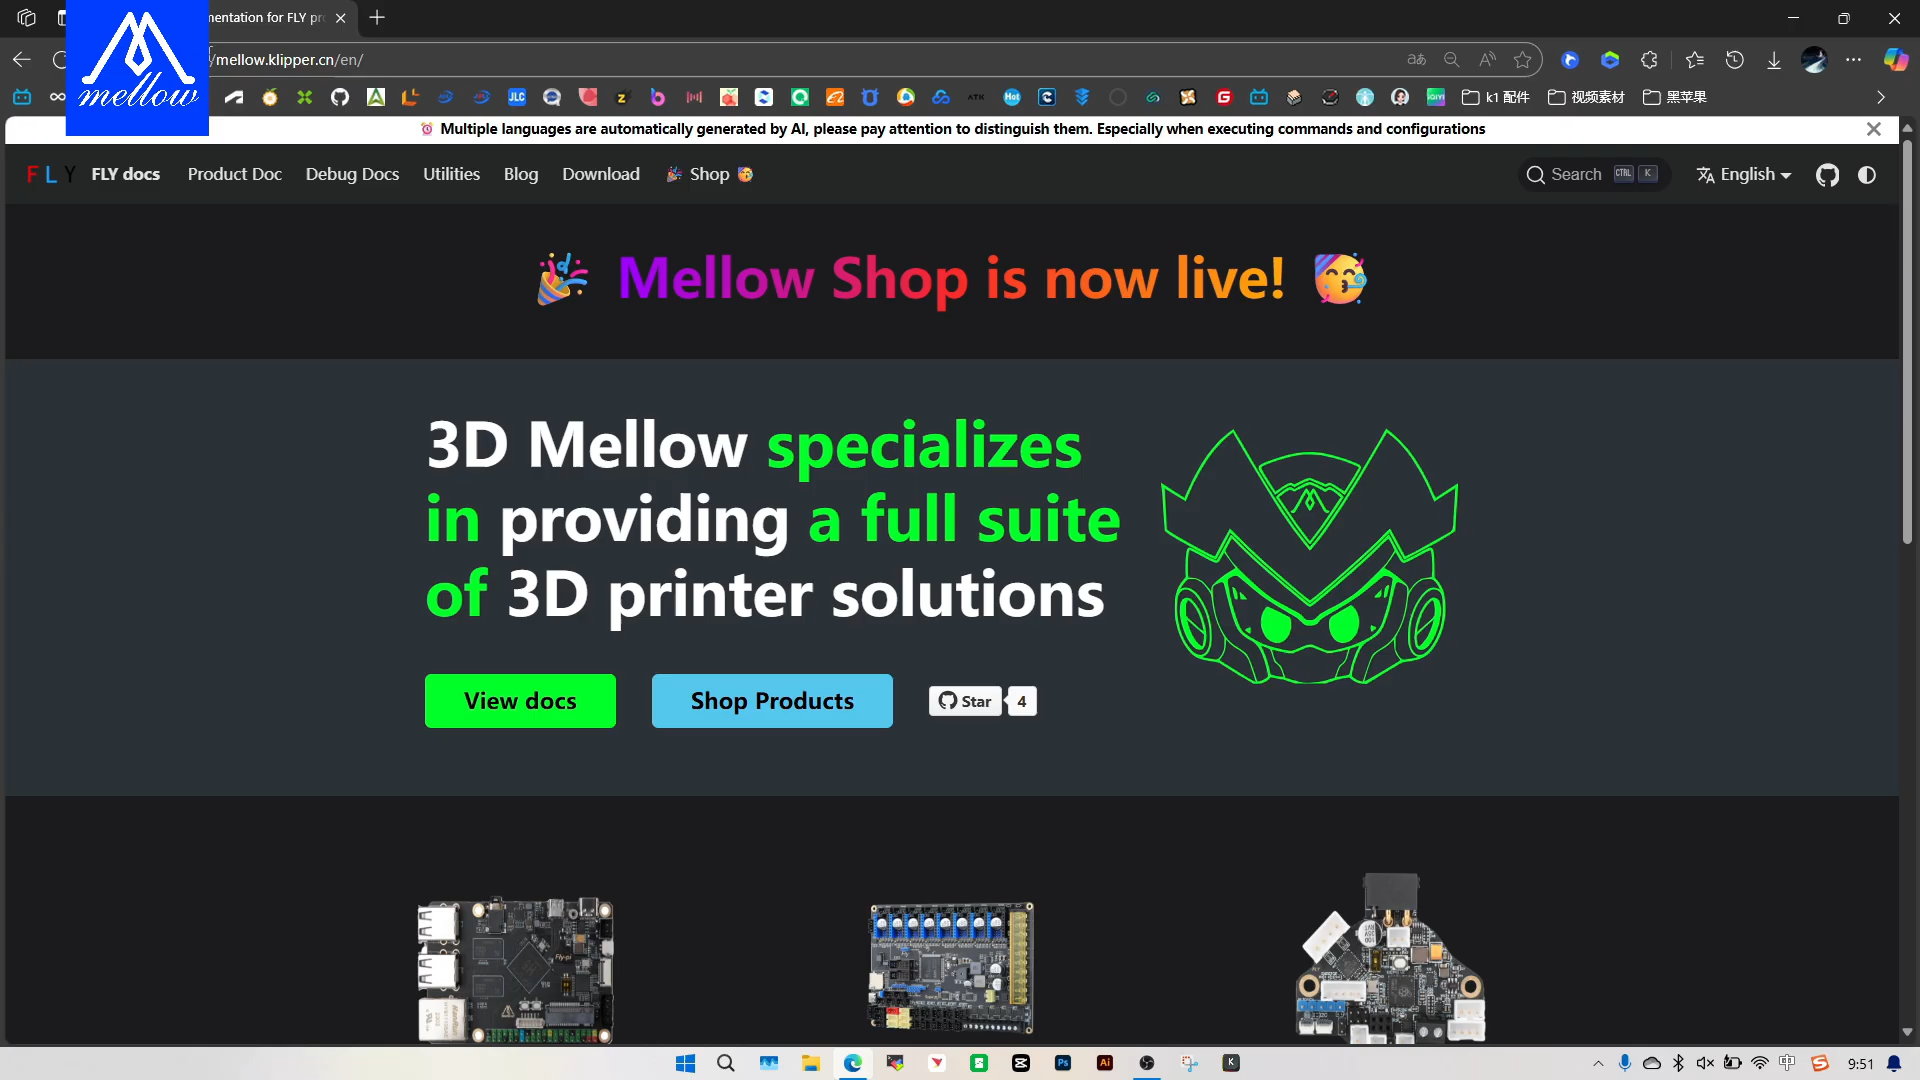 mentation for FLY pr
mellow
/mellow.klipper.cn/en/
k1 配件
视频素材
黑苹果
Multiple languages are automatically generated by AI, please pay attention to distinguish them. Especially when executing commands and configurations
FLY FLY docs Product Doc Debug Docs Utilities Blog Download Shop
Search CTRL K English
Mellow Shop is now live!
3D Mellow specializes
in providing a full suite
of 3D printer solutions
View docs Shop Products Star 4
中 9:51